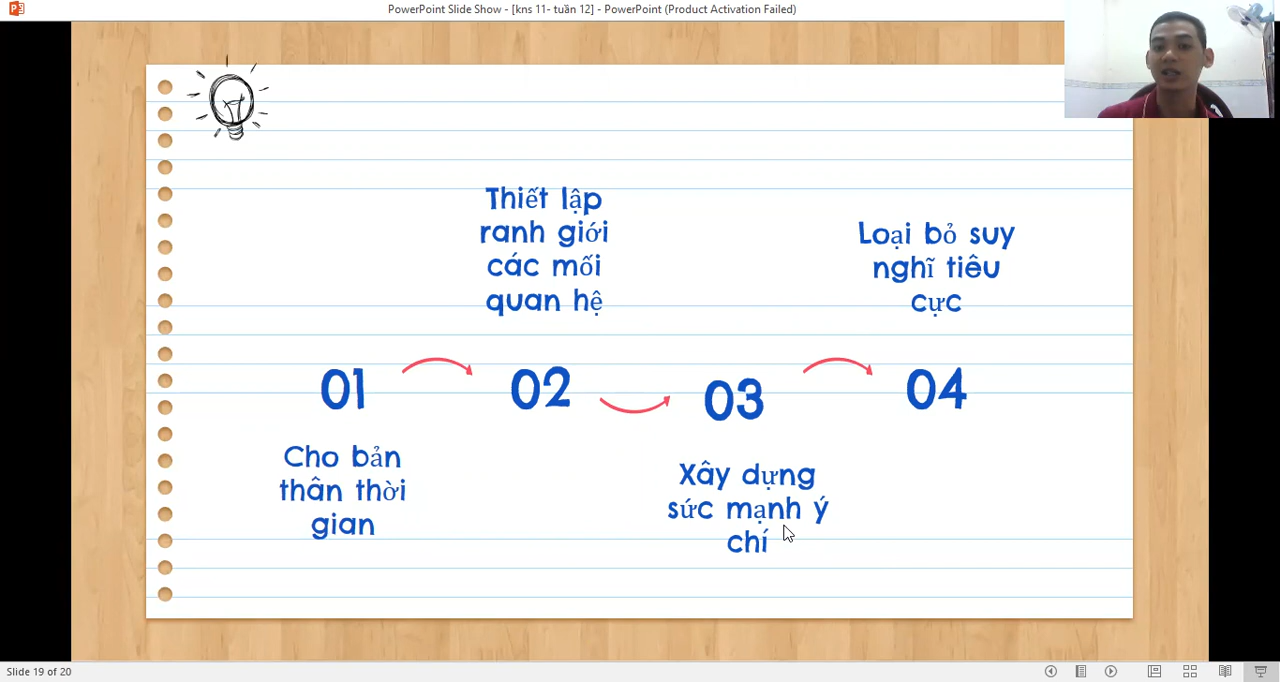 PowerPoint Slide Show - [kns 11- tuần 12] - PowerPoint (Product Activation Failed)
01
Cho bản
thân thời
gian
Thiết lập
ranh giới
các mối
quan hệ
02
03
Xây dựng
sức mạnh ý
chí
Loại bỏ suy
nghĩ tiêu
cực
04
Slide 19 of 20